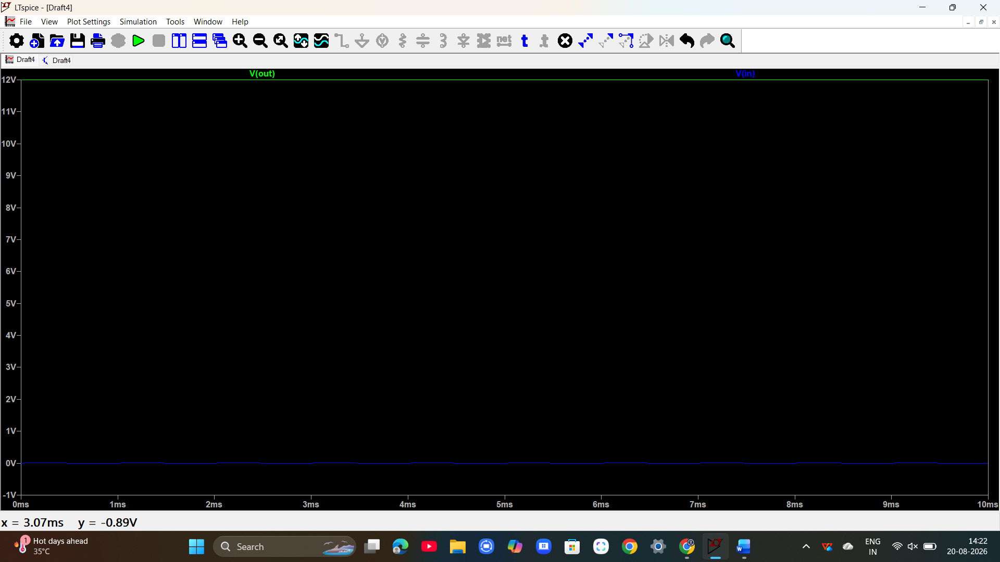 LTspice - [Draft4]
File View Plot Settings Simulation Tools Window Help
net t t
Draft4 Draft4
V(out) V(in)
12V
11V
10V
9V
8V
7V
6V
5V
4V
3V
2V
1V
0V
-1V
0ms 1ms 2ms 3ms 4ms 5ms 6ms 7ms 8ms 9ms 10ms
x = 3.07ms y = -0.89V
1 Hot days ahead
35°C
Search
ENG
IN
14:22
20-08-2026